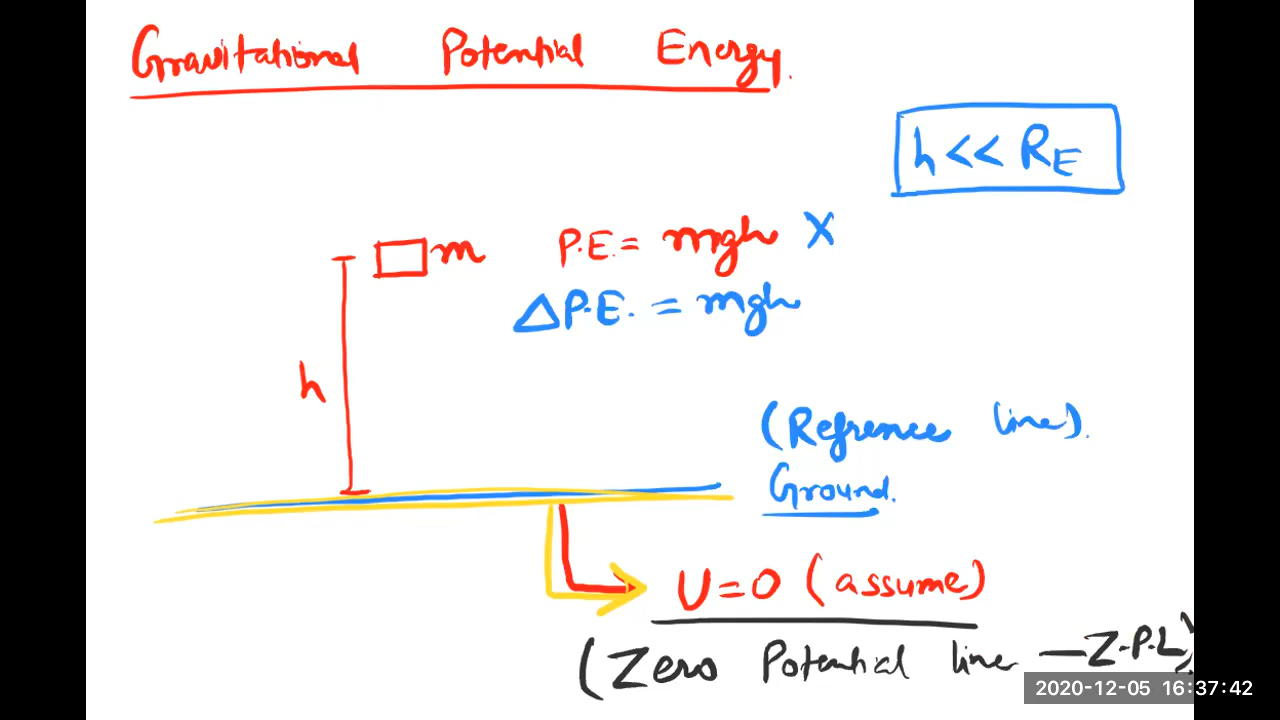 Gravitational Potential Energy.
h << RE
m P.E = mgh X
ΔP.E. = mgh
h
(Refrence line).
Ground.
U=0 (assume)
(Zero Potential line — Z.P.L)
2020-12-05 16:37:42